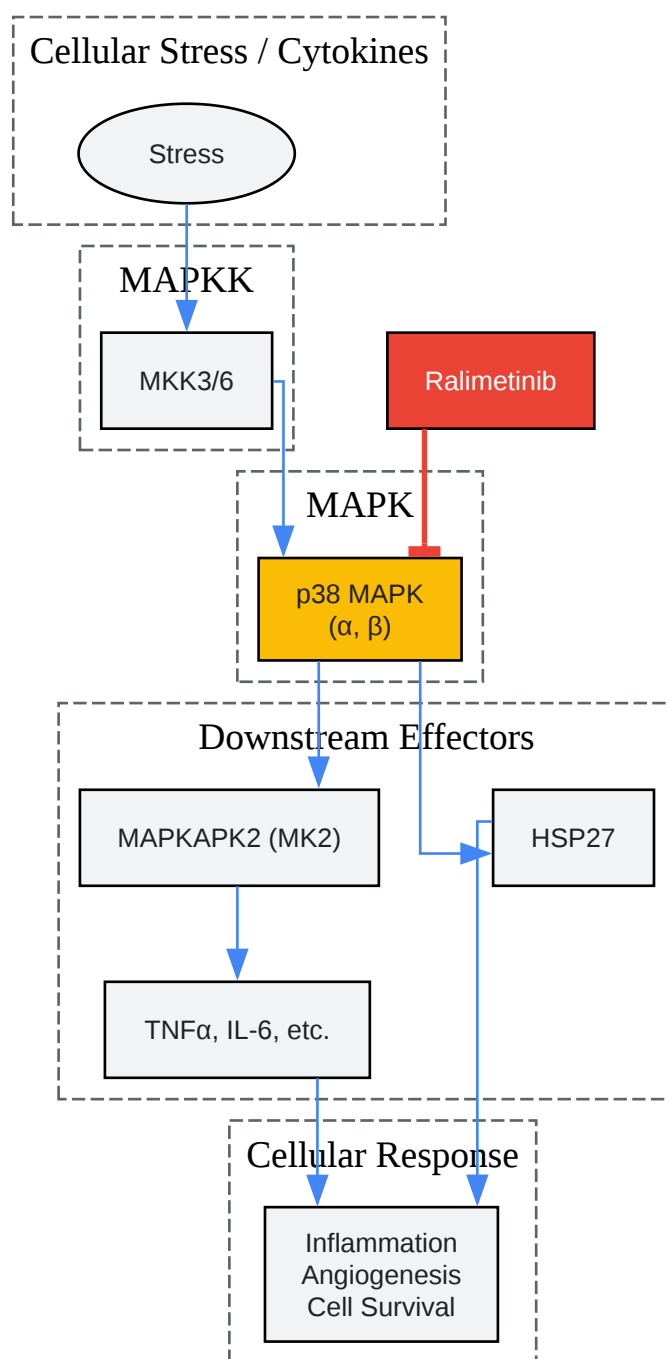 Cellular Stress / Cytokines
Stress
MAPKK
MKK3/6
Ralimetinib
MAPK
p38 MAPK
(α, β)
Downstream Effectors
MAPKAPK2 (MK2)
HSP27
TNFα, IL-6, etc.
Cellular Response
Inflammation
Angiogenesis
Cell Survival